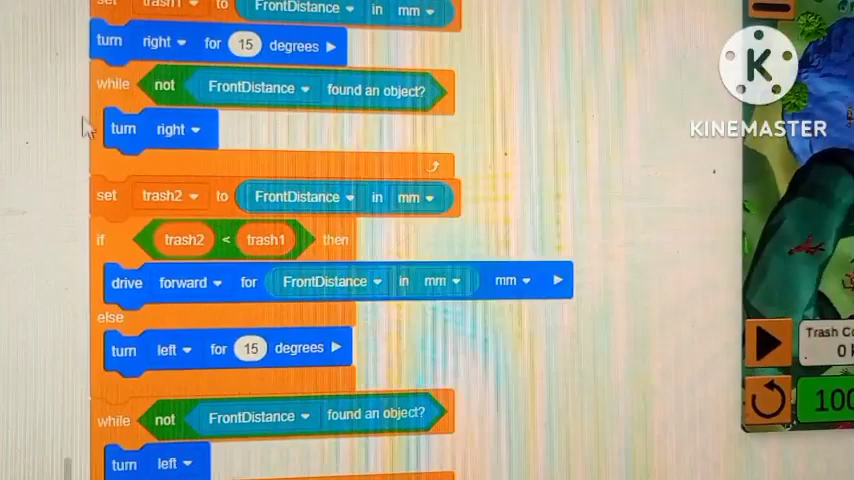 set trash1 to FrontDistance in mm
turn right for 15 degrees
while not FrontDistance found an object?
turn right
set trash2 to FrontDistance in mm
if trash2 < trash1 then
drive forward for FrontDistance in mm mm
else
turn left for 15 degrees
while not FrontDistance found an object?
turn left
K
KINEMASTER
Trash Co
0
100